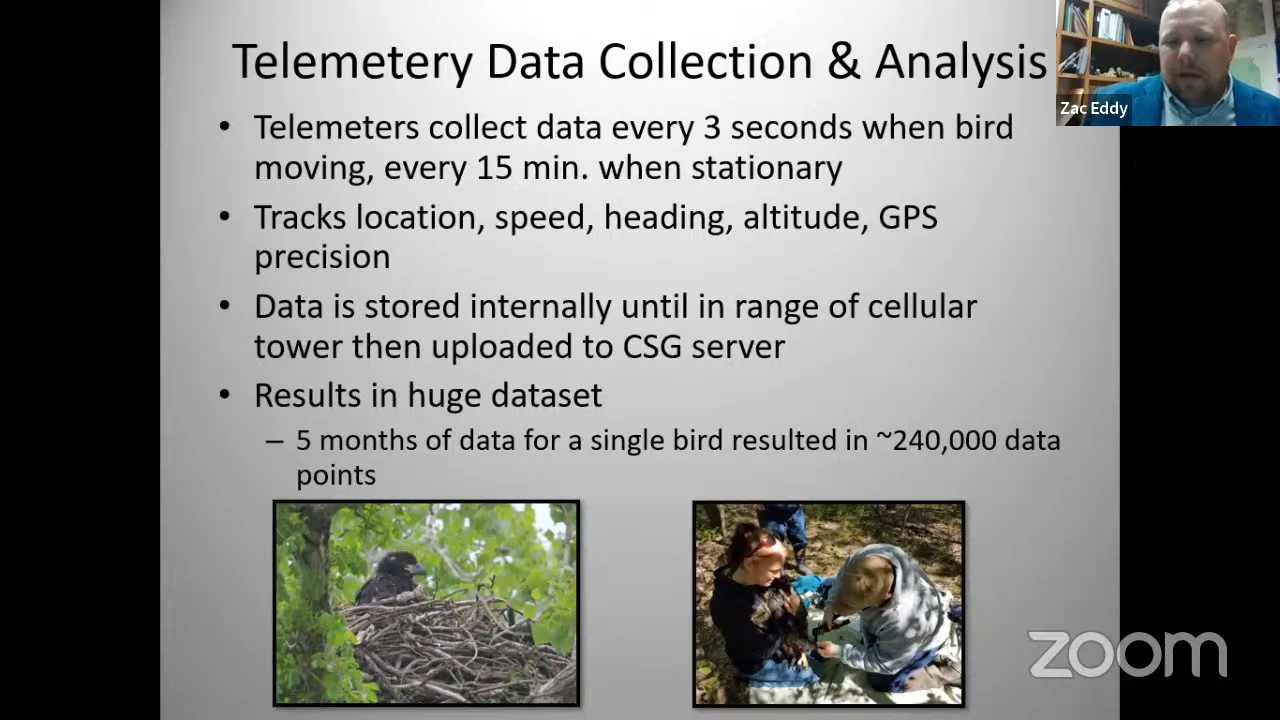 Telemetery Data Collection & Analysis
Zac Eddy
• Telemeters collect data every 3 seconds when bird
moving, every 15 min. when stationary
• Tracks location, speed, heading, altitude, GPS
precision
• Data is stored internally until in range of cellular
tower then uploaded to CSG server
• Results in huge dataset
– 5 months of data for a single bird resulted in ~240,000 data
points
zoom